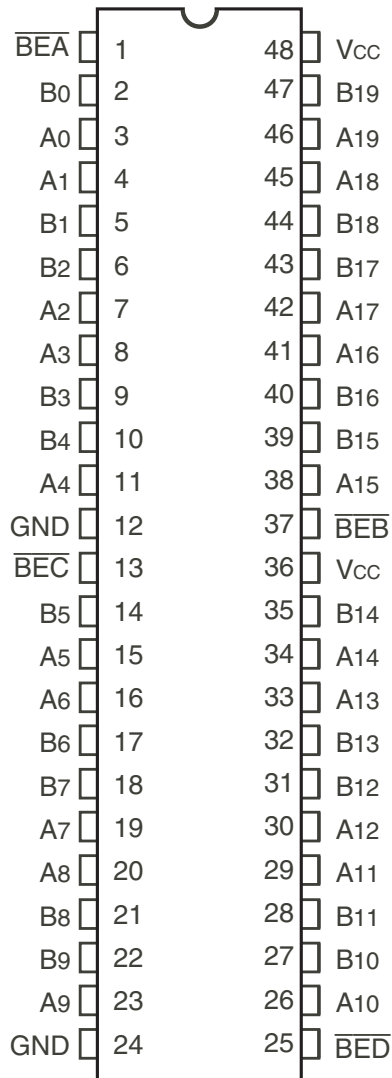 B̅E̅A̅ 1 48 VCC
B0 2 47 B19
A0 3 46 A19
A1 4 45 A18
B1 5 44 B18
B2 6 43 B17
A2 7 42 A17
A3 8 41 A16
B3 9 40 B16
B4 10 39 B15
A4 11 38 A15
GND 12 37 B̅E̅B̅
B̅E̅C̅ 13 36 VCC
B5 14 35 B14
A5 15 34 A14
A6 16 33 A13
B6 17 32 B13
B7 18 31 B12
A7 19 30 A12
A8 20 29 A11
B8 21 28 B11
B9 22 27 B10
A9 23 26 A10
GND 24 25 B̅E̅D̅